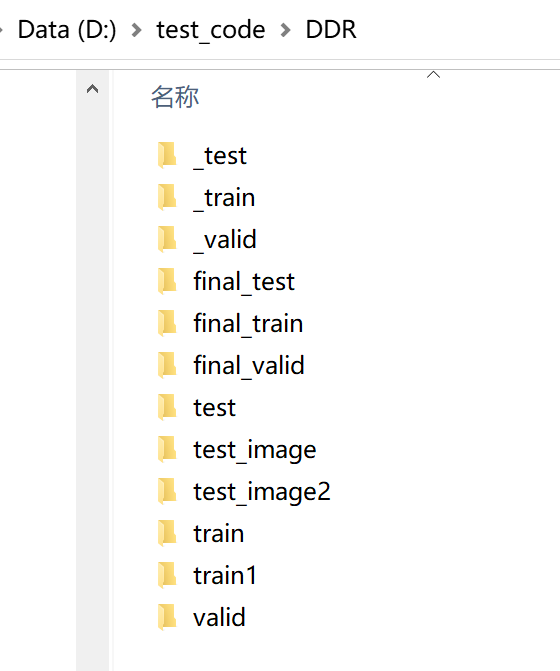 Data (D:) > test_code > DDR
名称
_test
_train
_valid
final_test
final_train
final_valid
test
test_image
test_image2
train
train1
valid